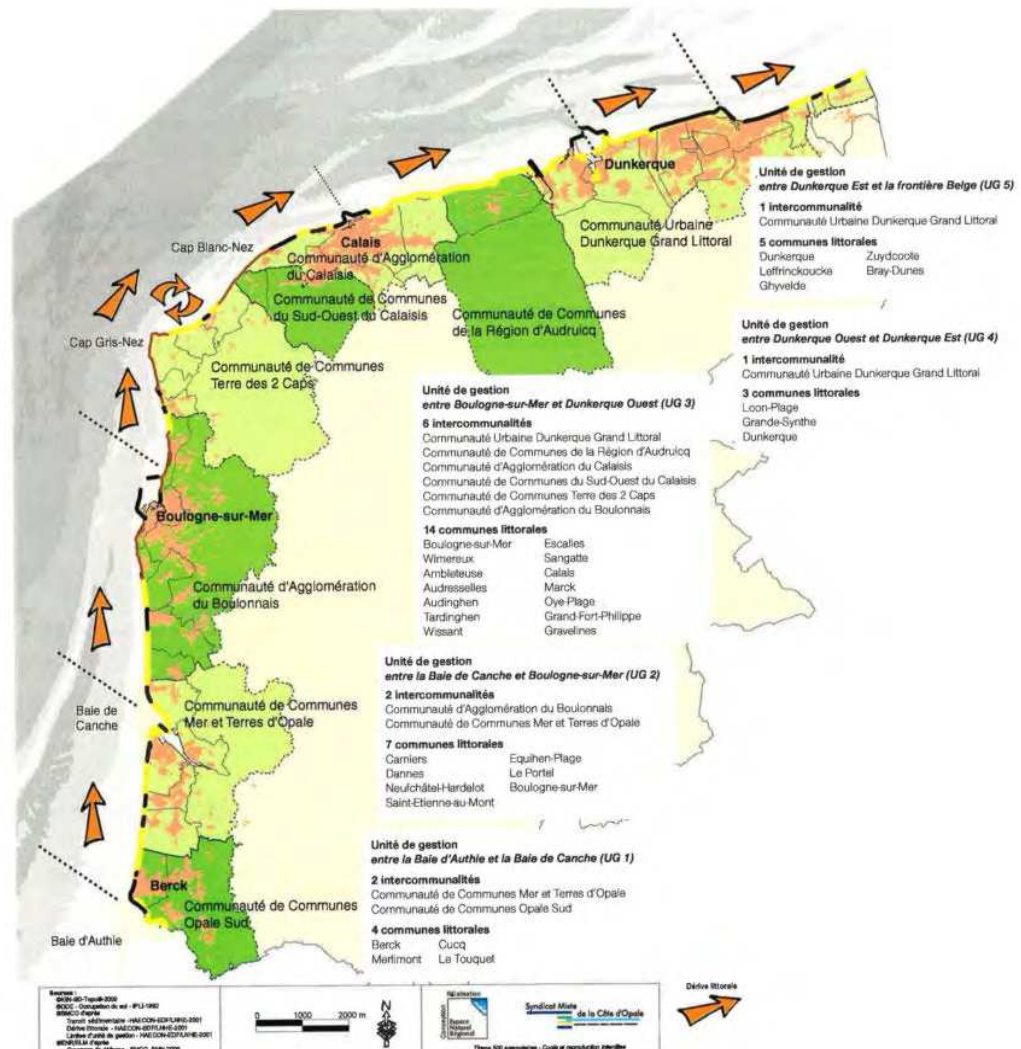 Dunkerque
Unité de gestion
entre Dunkerque Est et la frontière Belge (UG 5)
1 intercommunalité
Communauté Urbaine Dunkerque Grand Littoral
5 communes littorales
Dunkerque Zuydcoote
Leffrinckoucke Bray-Dunes
Ghyvelde
Communauté Urbaine
Dunkerque Grand Littoral
Cap Blanc-Nez
Calais
Communauté d'Agglomération
du Calaisis
Communauté de Communes
du Sud-Ouest du Calaisis
Communauté de Communes
de la Région d'Audruicq
Unité de gestion
entre Dunkerque Ouest et Dunkerque Est (UG 4)
1 intercommunalité
Communauté Urbaine Dunkerque Grand Littoral
3 communes littorales
Loon-Plage
Grande-Synthe
Dunkerque
Cap Gris-Nez
Communauté de Communes
Terre des 2 Caps
Unité de gestion
entre Boulogne-sur-Mer et Dunkerque Ouest (UG 3)
6 intercommunalités
Communauté Urbaine Dunkerque Grand Littoral
Communauté de Communes de la Région d'Audruicq
Communauté d'Agglomération du Calaisis
Communauté de Communes du Sud-Ouest du Calaisis
Communauté de Communes Terre des 2 Caps
Communauté d'Agglomération du Boulonnais
14 communes littorales
Boulogne-sur-Mer Escalles
Wimereux Sangatte
Ambleteuse Calais
Audresselles Marck
Audinghen Oye-Plage
Tardinghen Grand-Fort-Philippe
Wissant Gravelines
Boulogne-sur-Mer
Communauté d'Agglomération
du Boulonnais
Unité de gestion
entre la Baie de Canche et Boulogne-sur-Mer (UG 2)
2 intercommunalités
Communauté d'Agglomération du Boulonnais
Communauté de Communes Mer et Terres d'Opale
7 communes littorales
Camiers Equihen-Plage
Dannes Le Portel
Neufchâtel-Hardelot Boulogne-sur-Mer
Saint-Etienne-au-Mont
Baie de
Canche
Communauté de Communes
Mer et Terres d'Opale
Unité de gestion
entre la Baie d'Authie et la Baie de Canche (UG 1)
2 intercommunalités
Communauté de Communes Mer et Terres d'Opale
Communauté de Communes Opale Sud
4 communes littorales
Berck Cucq
Merlimont Le Touquet
Berck
Communauté de Communes
Opale Sud
Baie d'Authie
Sources :
0 1000 2000 m
N
Réalisation
Conception
Espace
Naturel
Régional
Syndicat Mixte
de la Côte d'Opale
Dérive littorale